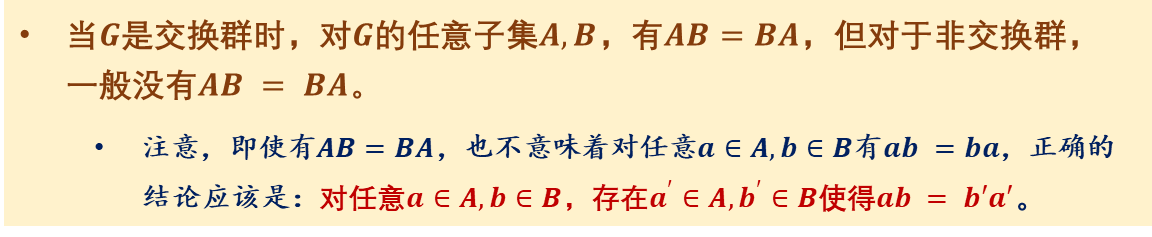 • 当G是交换群时，对G的任意子集A, B，有AB = BA，但对于非交换群，
一般没有AB = BA。
• 注意，即使有AB = BA，也不意味着对任意a ∈ A, b ∈ B有ab = ba，正确的
结论应该是：对任意a ∈ A, b ∈ B，存在a′ ∈ A, b′ ∈ B使得ab = b′a′。